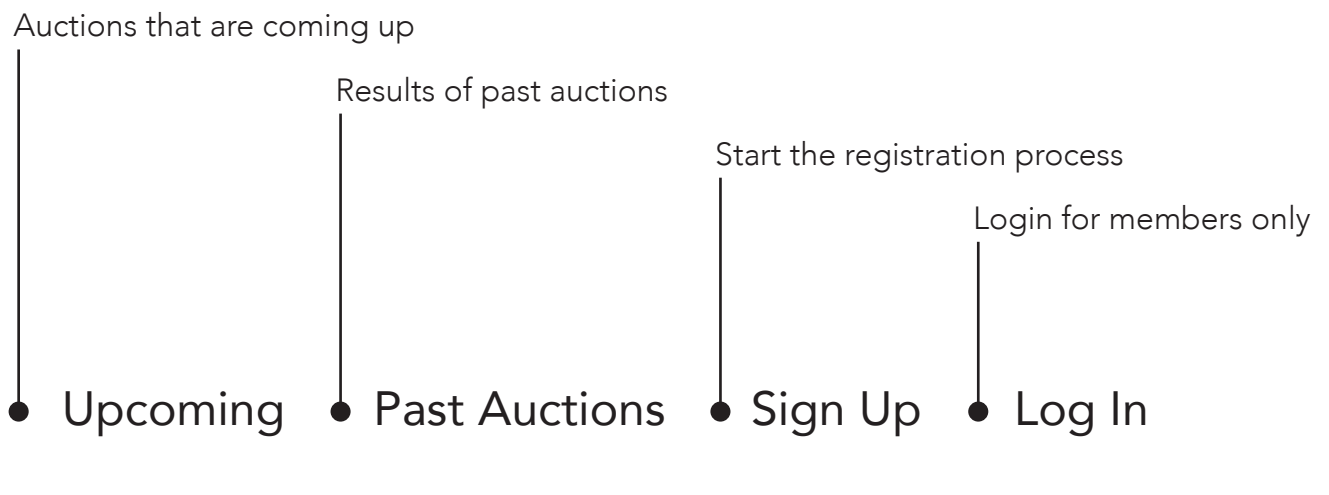 Auctions that are coming up
Results of past auctions
Start the registration process
Login for members only
Upcoming Past Auctions Sign Up Log In